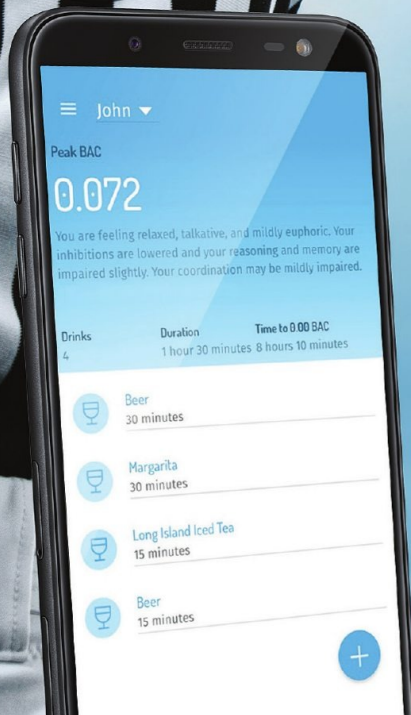 John
Peak BAC
0.072
You are feeling relaxed, talkative, and mildly euphoric. Your
inhibitions are lowered and your reasoning and memory are
impaired slightly. Your coordination may be mildly impaired.
Drinks Duration Time to 0.00 BAC
4 1 hour 30 minutes 8 hours 10 minutes
Beer
30 minutes
Margarita
30 minutes
Long Island Iced Tea
15 minutes
Beer
15 minutes